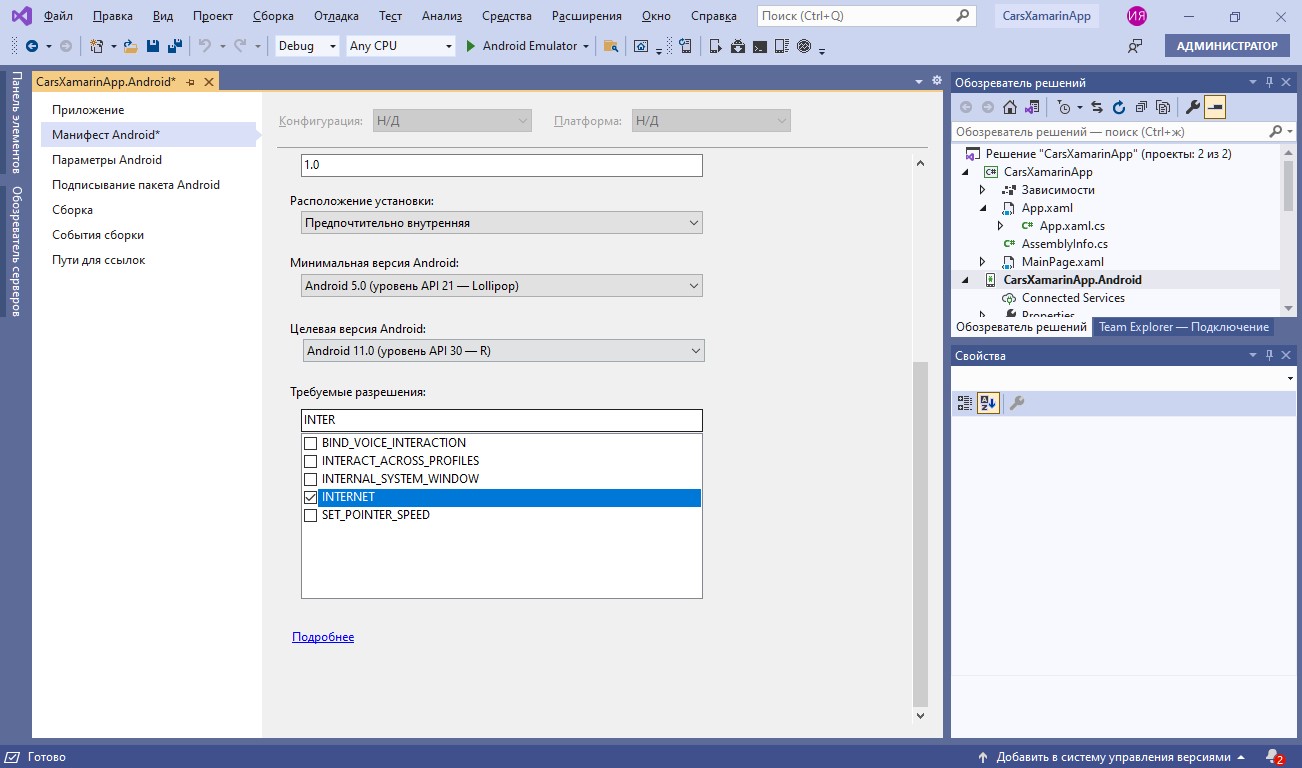 Файл Правка Вид Проект Сборка Отладка Тест Анализ Средства Расширения Окно Справка Поиск (Ctrl+Q) CarsXamarinApp ИЯ
Debug Any CPU Android Emulator АДМИНИСТРАТОР
Панель элементов
Обозреватель серверов
CarsXamarinApp.Android*
Приложение
Манифест Android*
Параметры Android
Подписывание пакета Android
Сборка
События сборки
Пути для ссылок
Конфигурация: Н/Д Платформа: Н/Д
1.0
Расположение установки:
Предпочтительно внутренняя
Минимальная версия Android:
Android 5.0 (уровень API 21 — Lollipop)
Целевая версия Android:
Android 11.0 (уровень API 30 — R)
Требуемые разрешения:
INTER
BIND_VOICE_INTERACTION
INTERACT_ACROSS_PROFILES
INTERNAL_SYSTEM_WINDOW
INTERNET
SET_POINTER_SPEED
Подробнее
Обозреватель решений
Обозреватель решений — поиск (Ctrl+ж)
Решение "CarsXamarinApp" (проекты: 2 из 2)
CarsXamarinApp
Зависимости
App.xaml
C# App.xaml.cs
C# AssemblyInfo.cs
MainPage.xaml
CarsXamarinApp.Android
Connected Services
Properties
Обозреватель решений Team Explorer — Подключение
Свойства
Готово Добавить в систему управления версиями 2